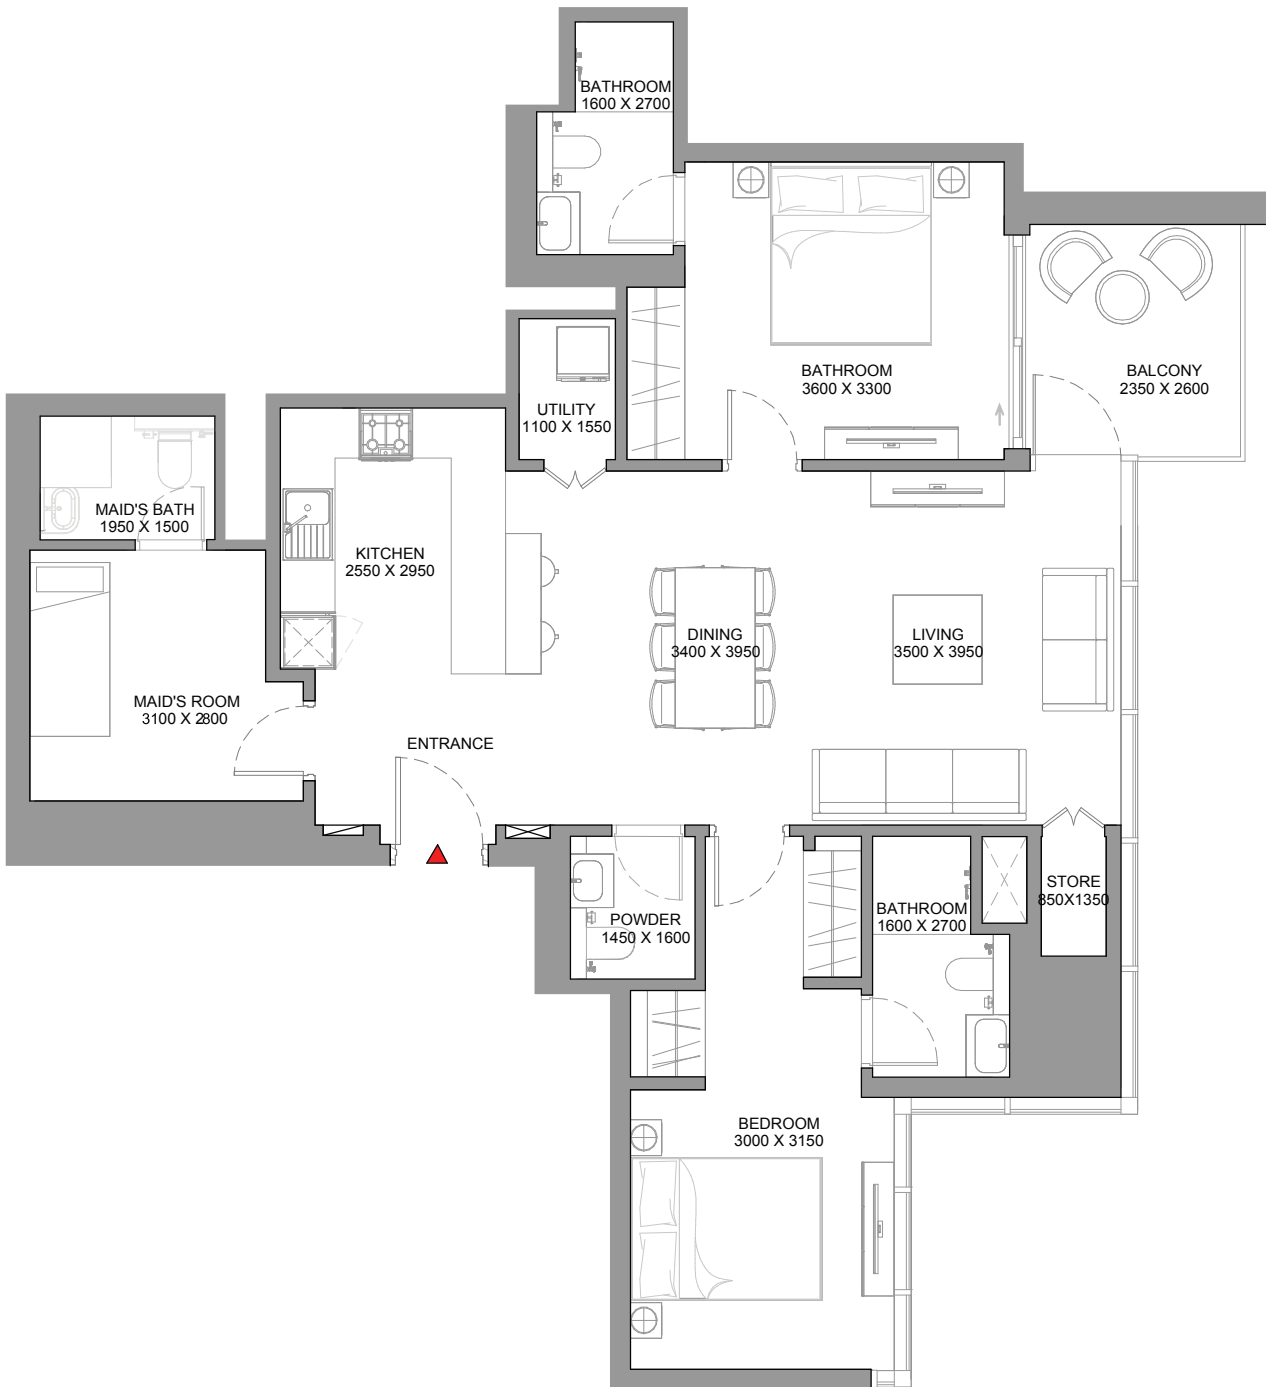 BATHROOM
1600 X 2700
BATHROOM
3600 X 3300
BALCONY
2350 X 2600
UTILITY
1100 X 1550
MAID'S BATH
1950 X 1500
KITCHEN
2550 X 2950
DINING
3400 X 3950
LIVING
3500 X 3950
MAID'S ROOM
3100 X 2800
ENTRANCE
STORE
850X1350
BATHROOM
1600 X 2700
POWDER
1450 X 1600
BEDROOM
3000 X 3150